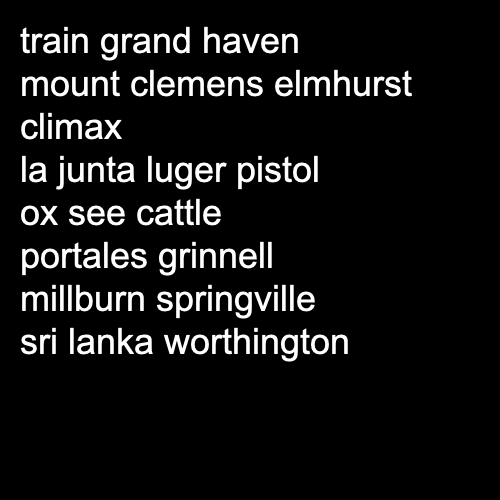 train grand haven
mount clemens elmhurst
climax
la junta luger pistol
ox see cattle
portales grinnell
millburn springville
sri lanka worthington